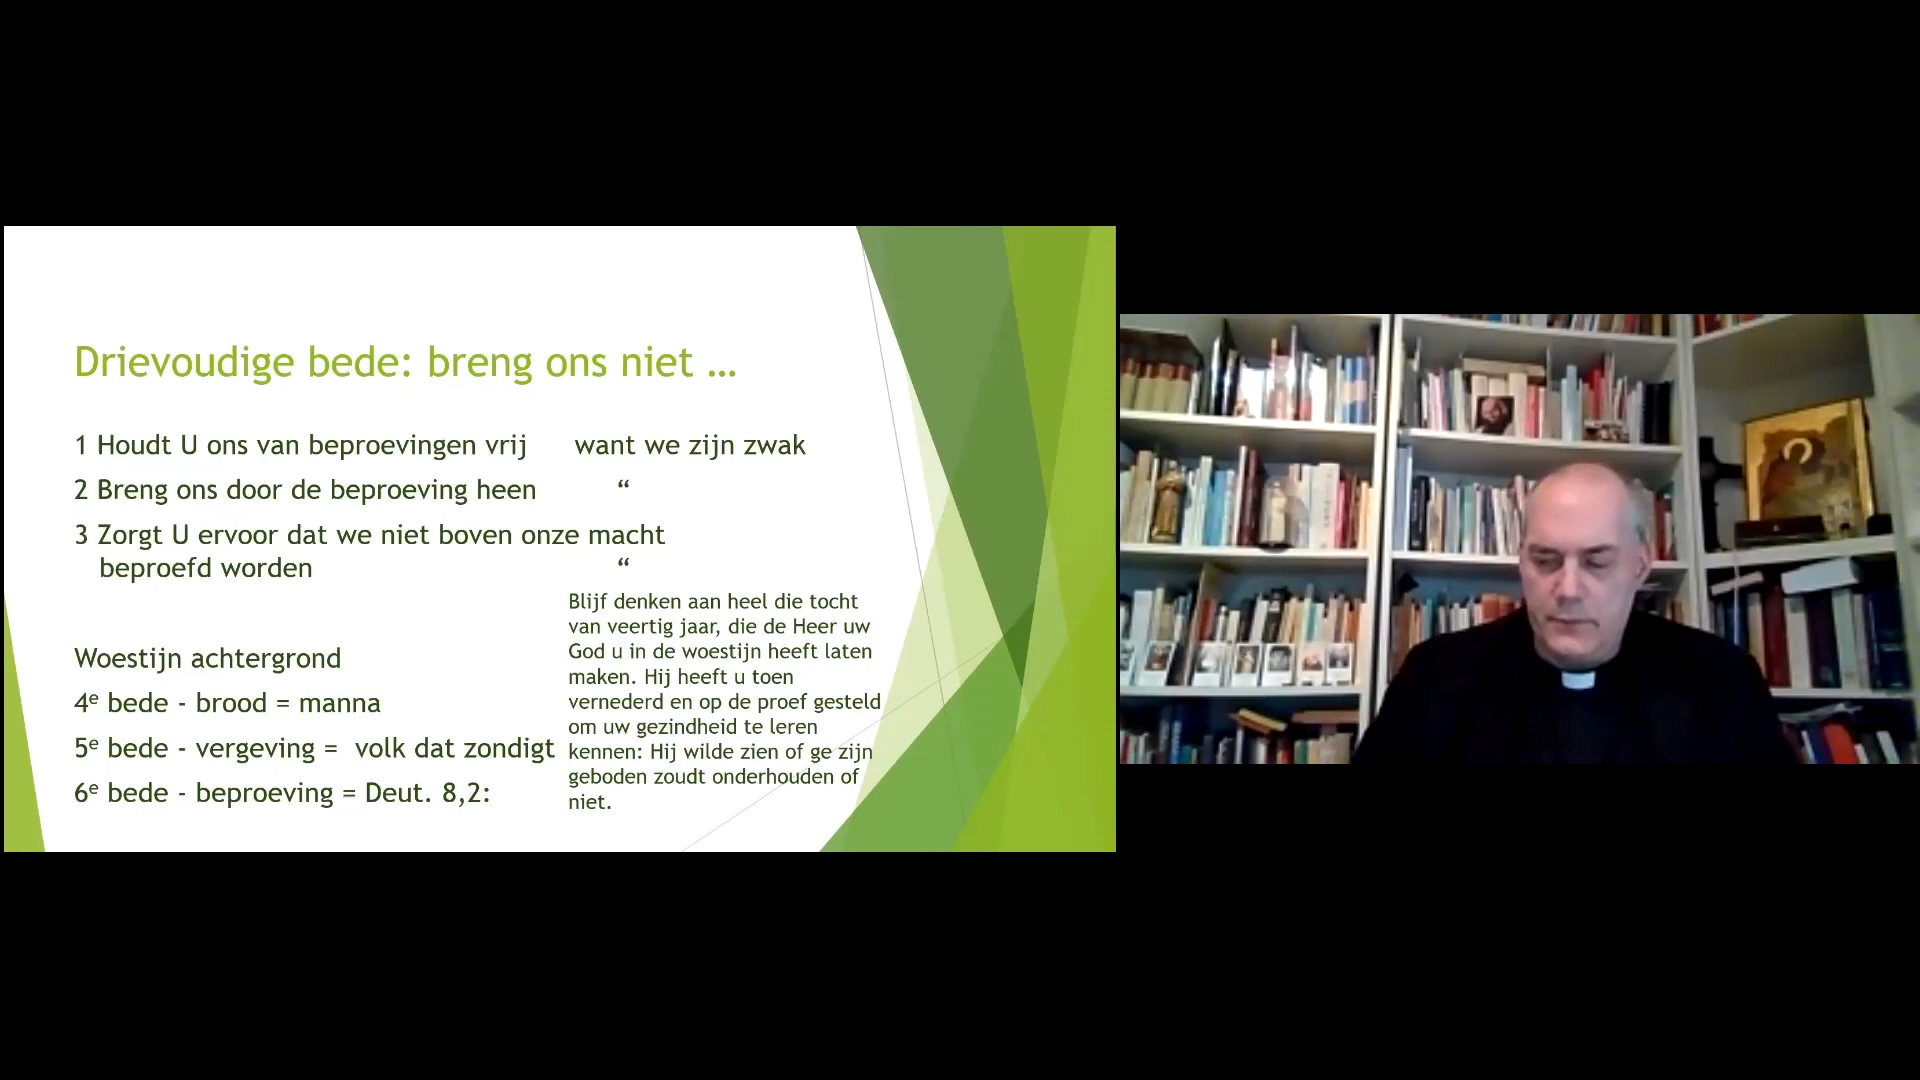 Drievoudige bede: breng ons niet …
1 Houdt U ons van beproevingen vrij want we zijn zwak
2 Breng ons door de beproeving heen “
3 Zorgt U ervoor dat we niet boven onze macht
beproefd worden “
Woestijn achtergrond
4e bede - brood = manna
5e bede - vergeving = volk dat zondigt
6e bede - beproeving = Deut. 8,2:
Blijf denken aan heel die tocht
van veertig jaar, die de Heer uw
God u in de woestijn heeft laten
maken. Hij heeft u toen
vernederd en op de proef gesteld
om uw gezindheid te leren
kennen: Hij wilde zien of ge zijn
geboden zoudt onderhouden of
niet.